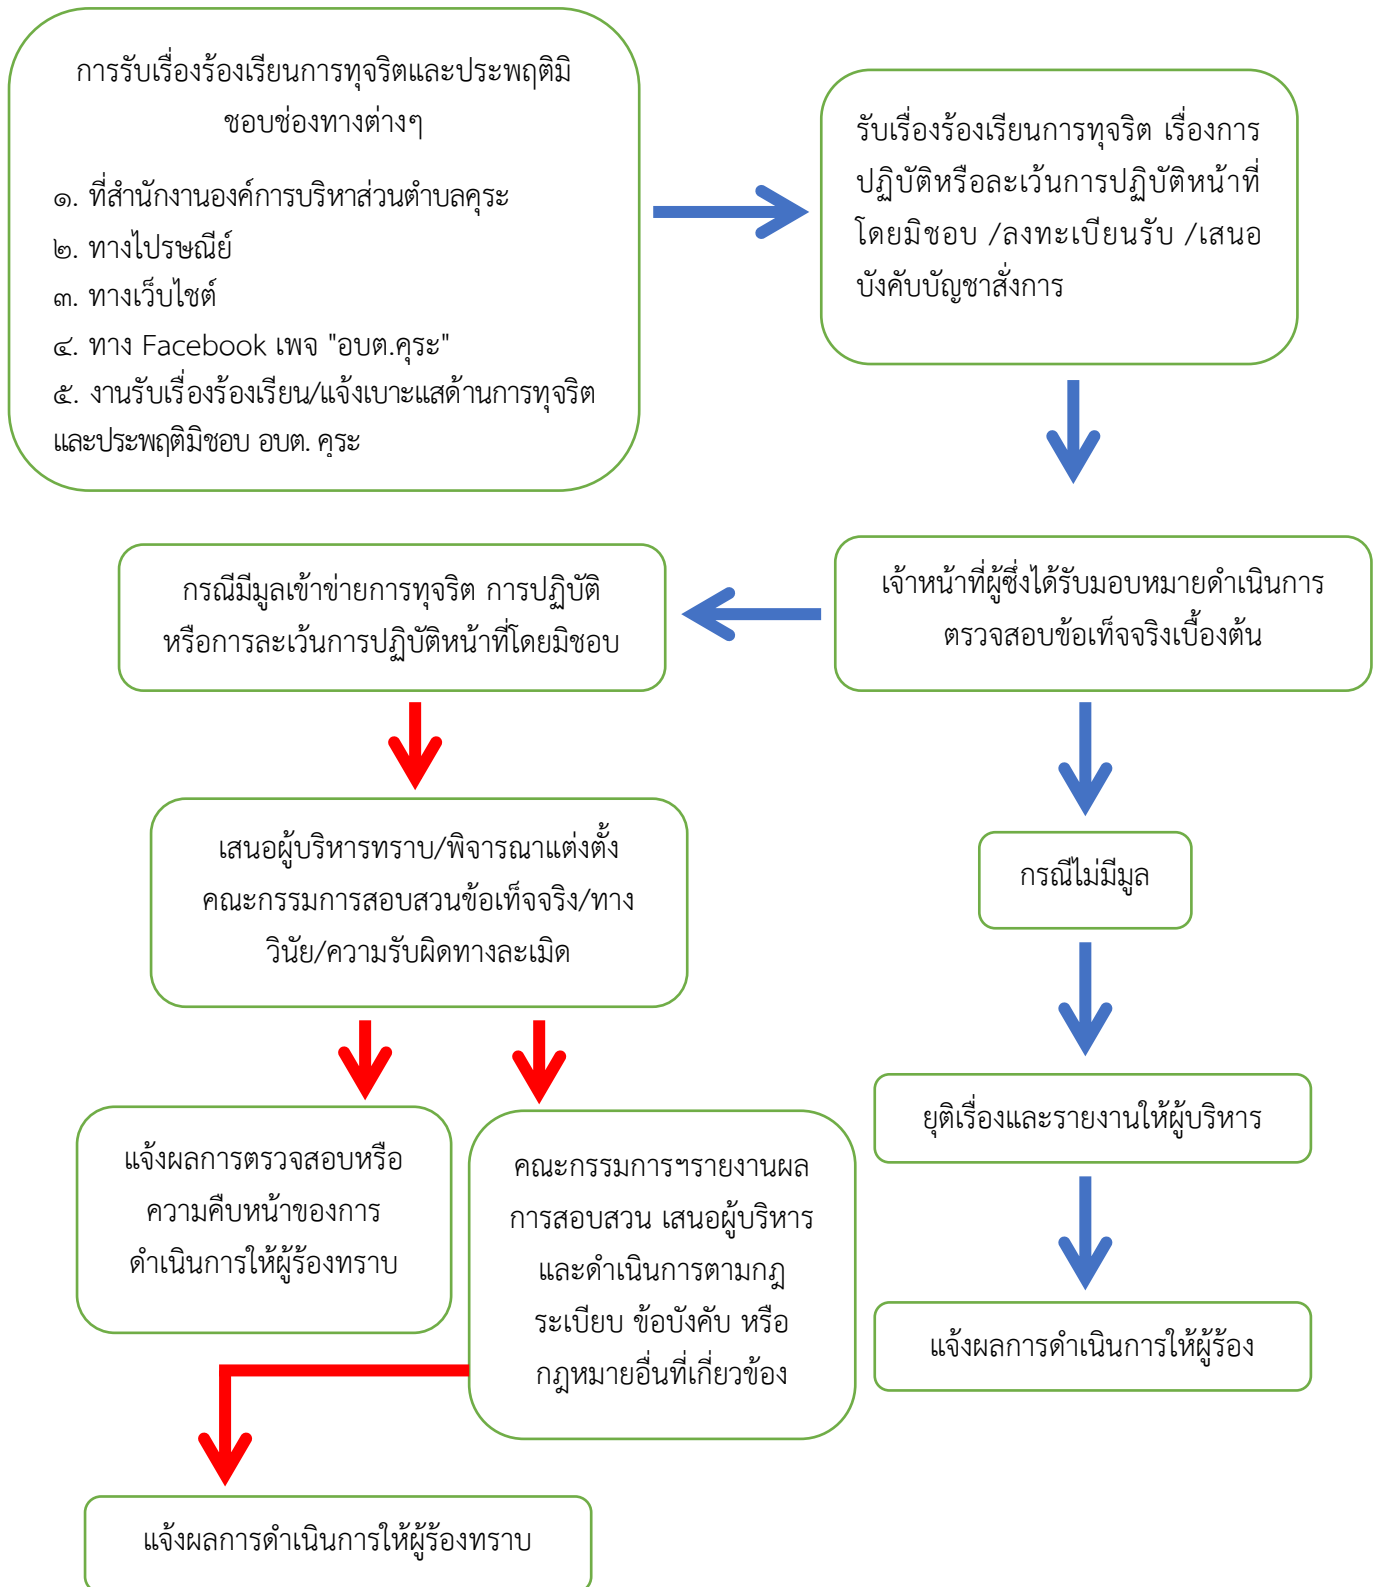 การรับเรื่องร้องเรียนการทุจริตและประพฤติมิ
ชอบช่องทางต่างๆ
๑. ที่สำนักงานองค์การบริหาส่วนตำบลคุระ
๒. ทางไปรษณีย์
๓. ทางเว็บไซต์
๔. ทาง Facebook เพจ "อบต.คุระ"
๕. งานรับเรื่องร้องเรียน/แจ้งเบาะแสด้านการทุจริต
และประพฤติมิชอบ อบต. คุระ
รับเรื่องร้องเรียนการทุจริต เรื่องการ
ปฏิบัติหรือละเว้นการปฏิบัติหน้าที่
โดยมิชอบ /ลงทะเบียนรับ /เสนอ
บังคับบัญชาสั่งการ
เจ้าหน้าที่ผู้ซึ่งได้รับมอบหมายดำเนินการ
ตรวจสอบข้อเท็จจริงเบื้องต้น
กรณีมีมูลเข้าข่ายการทุจริต การปฏิบัติ
หรือการละเว้นการปฏิบัติหน้าที่โดยมิชอบ
เสนอผู้บริหารทราบ/พิจารณาแต่งตั้ง
คณะกรรมการสอบสวนข้อเท็จจริง/ทาง
วินัย/ความรับผิดทางละเมิด
กรณีไม่มีมูล
ยุติเรื่องและรายงานให้ผู้บริหาร
แจ้งผลการดำเนินการให้ผู้ร้อง
แจ้งผลการตรวจสอบหรือ
ความคืบหน้าของการ
ดำเนินการให้ผู้ร้องทราบ
คณะกรรมการฯรายงานผล
การสอบสวน เสนอผู้บริหาร
และดำเนินการตามกฎ
ระเบียบ ข้อบังคับ หรือ
กฎหมายอื่นที่เกี่ยวข้อง
แจ้งผลการดำเนินการให้ผู้ร้องทราบ